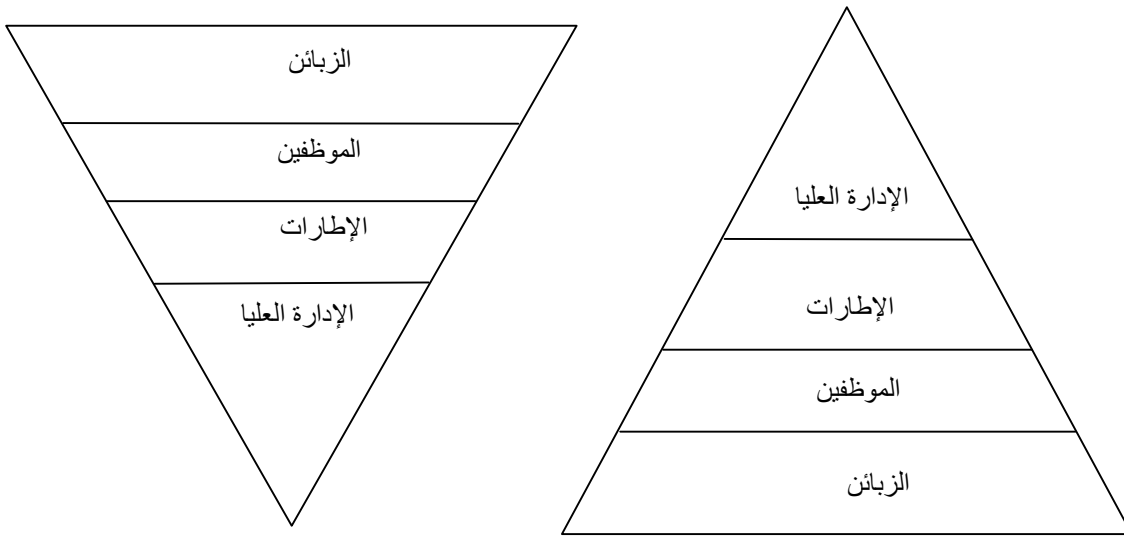 الإدارة العليا
الإطارات
الموظفين
الزبائن
الزبائن
الموظفين
الإطارات
الإدارة العليا